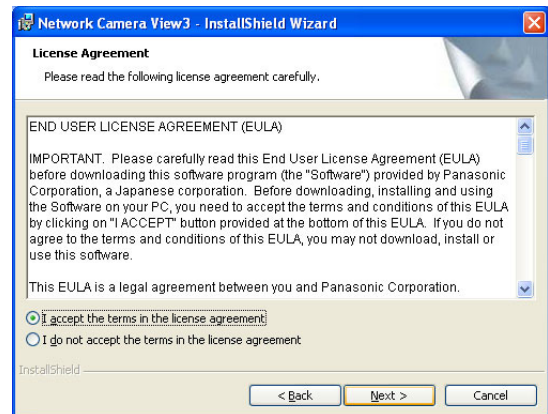 Network Camera View3 - InstallShield Wizard
License Agreement
Please read the following license agreement carefully.
END USER LICENSE AGREEMENT (EULA)
IMPORTANT. Please carefully read this End User License Agreement (EULA)
before downloading this software program (the "Software") provided by Panasonic
Corporation, a Japanese corporation. Before downloading, installing and using
the Software on your PC, you need to accept the terms and conditions of this EULA
by clicking on "I ACCEPT" button provided at the bottom of this EULA. If you do not
agree to the terms and conditions of this EULA, you may not download, install or
use this software.
This EULA is a legal agreement between you and Panasonic Corporation.
I accept the terms in the license agreement
I do not accept the terms in the license agreement
InstallShield
< Back
Next >
Cancel